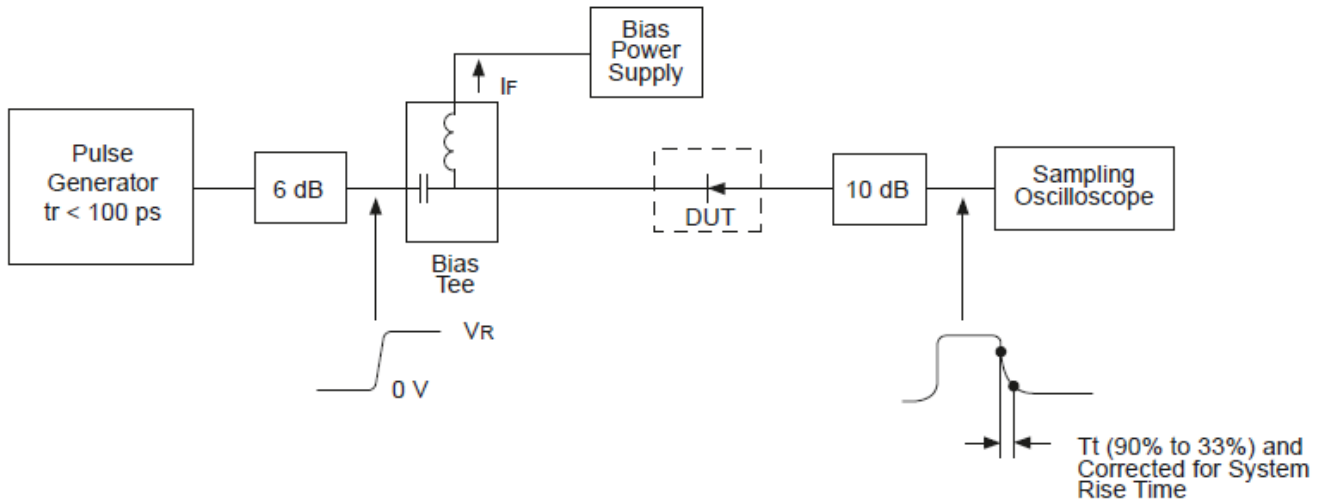 Bias
Power
Supply
IF
Pulse
Generator
tr < 100 ps
6 dB
Bias
Tee
DUT
10 dB
Sampling
Oscilloscope
VR
0 V
Tt (90% to 33%) and
Corrected for System
Rise Time